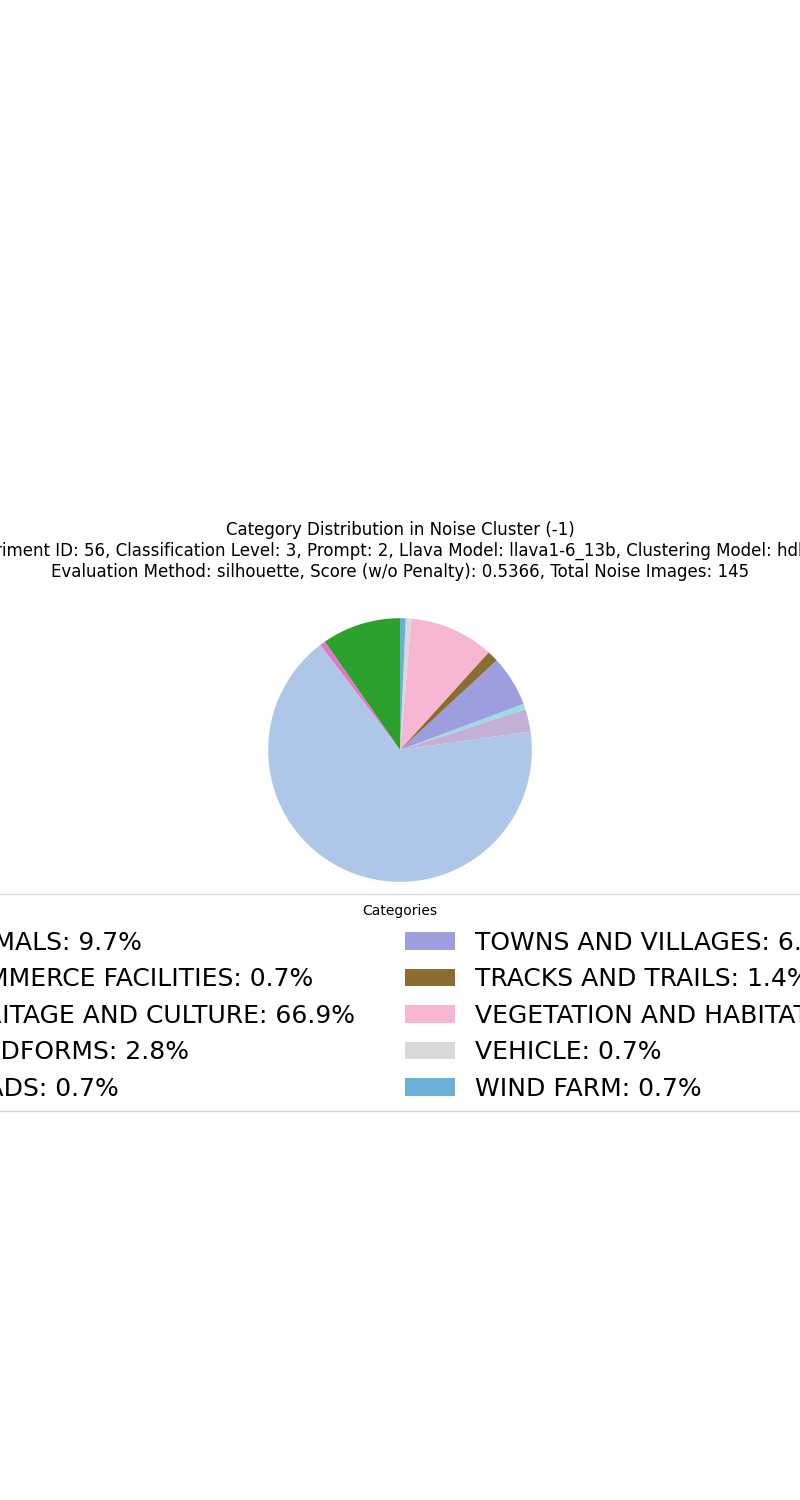 Category Distribution in Noise Cluster (-1)
riment ID: 56, Classification Level: 3, Prompt: 2, Llava Model: llava1-6_13b, Clustering Model: hdb
Evaluation Method: silhouette, Score (w/o Penalty): 0.5366, Total Noise Images: 145
Categories
MALS: 9.7%
MMERCE FACILITIES: 0.7%
ITAGE AND CULTURE: 66.9%
DFORMS: 2.8%
ADS: 0.7%
TOWNS AND VILLAGES: 6.
TRACKS AND TRAILS: 1.4%
VEGETATION AND HABITAT
VEHICLE: 0.7%
WIND FARM: 0.7%